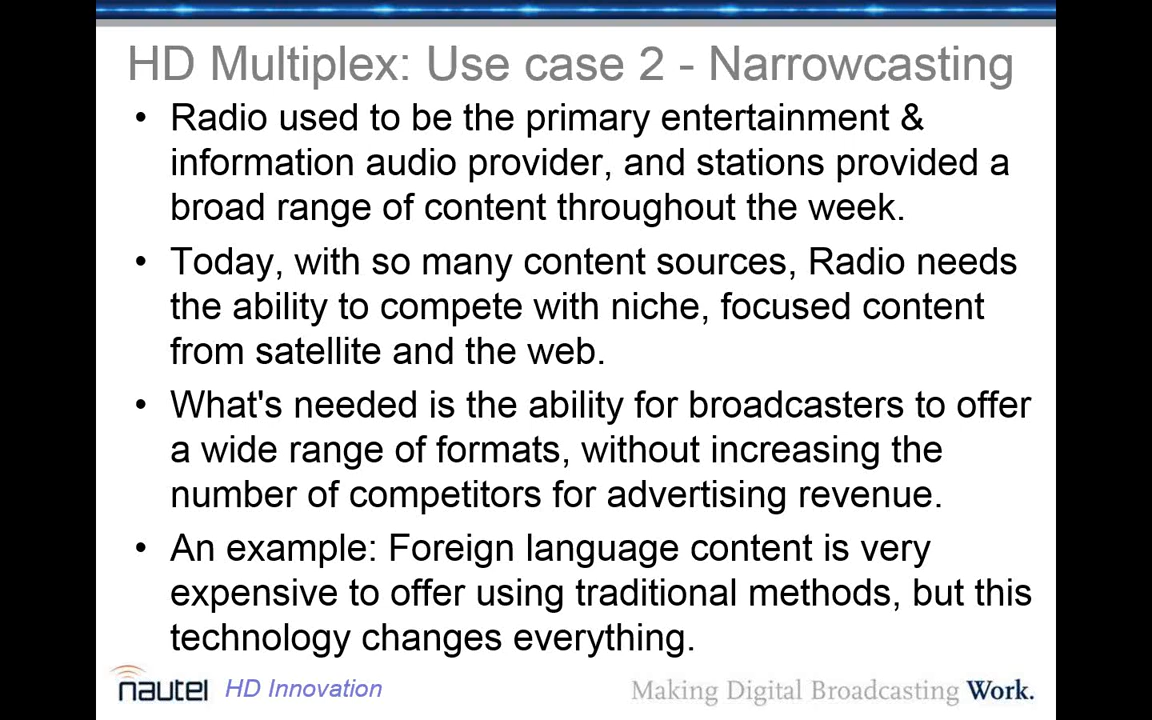 HD Multiplex: Use case 2 - Narrowcasting
• Radio used to be the primary entertainment &
information audio provider, and stations provided a
broad range of content throughout the week.
• Today, with so many content sources, Radio needs
the ability to compete with niche, focused content
from satellite and the web.
• What's needed is the ability for broadcasters to offer
a wide range of formats, without increasing the
number of competitors for advertising revenue.
• An example: Foreign language content is very
expensive to offer using traditional methods, but this
technology changes everything.
nautel HD Innovation Making Digital Broadcasting Work.